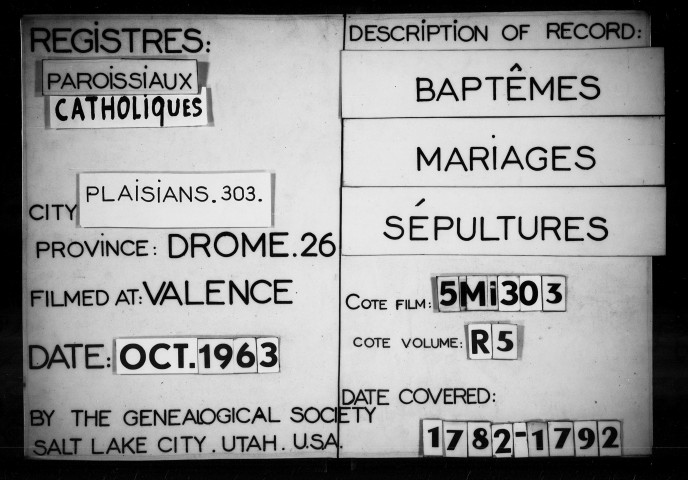 REGISTRES:
PAROISSIAUX
CATHOLIQUES
CITY PLAISIANS.303.
PROVINCE: DROME.26
FILMED AT: VALENCE
DATE: OCT.1963
BY THE GENEALOGICAL SOCIETY
SALT LAKE CITY. UTAH. U.S.A.
DESCRIPTION OF RECORD:
BAPTÊMES
MARIAGES
SÉPULTURES
COTE FILM: 5Mi303
COTE VOLUME: R5
DATE COVERED:
1782-1792